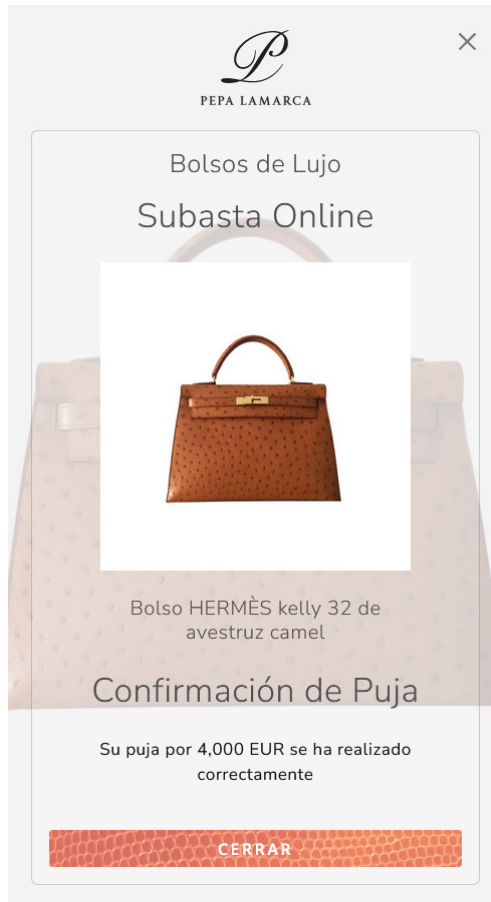 PEPA LAMARCA
Bolsos de Lujo
Subasta Online
Bolso HERMÈS kelly 32 de
avestruz camel
Confirmación de Puja
Su puja por 4,000 EUR se ha realizado
correctamente
CERRAR